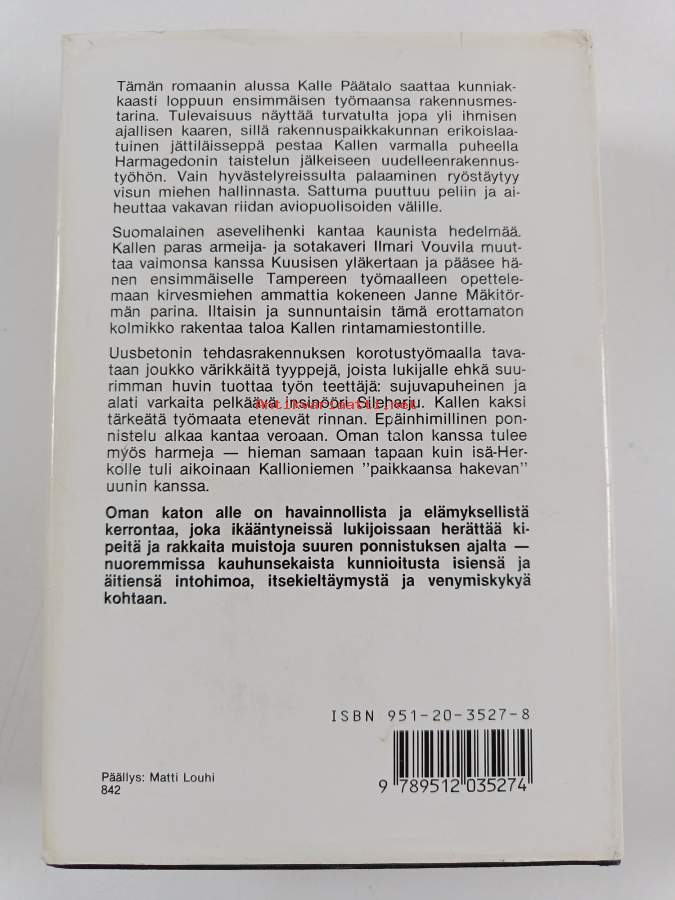 Tämän romaanin alussa Kalle Päätalo saattaa kunniak-
kaasti loppuun ensimmäisen työmaansa rakennusmes-
tarina. Tulevaisuus näyttää turvatulta jopa yli ihmisen
ajallisen kaaren, sillä rakennuspaikkakunnan erikoislaa-
tuinen jättiläisseppä pestaa Kallen varmalla puheella
Harmagedonin taistelun jälkeiseen uudelleenrakennus-
työhön. Vain hyvästelyreissulta palaaminen ryöstäytyy
visun miehen hallinnasta. Sattuma puuttuu peliin ja ai-
heuttaa vakavan riidan aviopuolisoiden välille.
Suomalainen asevelihenki kantaa kaunista hedelmää.
Kallen paras armeija- ja sotakaveri Ilmari Vouvila muut-
taa vaimonsa kanssa Kuusisen yläkertaan ja pääsee hä-
nen ensimmäiselle Tampereen työmaalleen opettele-
maan kirvesmiehen ammattia kokeneen Janne Mäkitör-
män parina. Iltaisin ja sunnuntaisin tämä erottamaton
kolmikko rakentaa taloa Kallen rintamamiestontille.
Uusbetonin tehdasrakennuksen korotustyömaalla tava-
taan joukko värikkäitä tyyppejä, joista lukijalle ehkä suu-
rimman huvin tuottaa työn teettäjä: sujuvapuheinen ja
alati varkaita pelkäävä insinööri Sileharju. Kallen kaksi
Antikvariaatti.net
tärkeätä työmaata etenevät rinnan. Epäinhimillinen pon-
nistelu alkaa kantaa veroaan. Oman talon kanssa tulee
myös harmeja — hieman samaan tapaan kuin isä-Her-
kolle tuli aikoinaan Kallioniemen "paikkaansa hakevan"
uunin kanssa.
Oman katon alle on havainnollista ja elämyksellistä
kerrontaa, joka ikääntyneissä lukijoissaan herättää ki-
peitä ja rakkaita muistoja suuren ponnistuksen ajalta —
nuoremmissa kauhunsekaista kunnioitusta isiensä ja
äitiensä intohimoa, itsekieltäymystä ja venymiskykyä
kohtaan.
ISBN 951-20-3527-8
Päällys: Matti Louhi
842
9 789512 035274